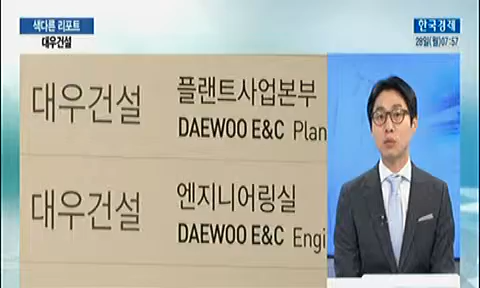 색다른 리포트
대우건설
한국경제
28일(월)07:57
대우건설
플랜트사업본부
DAEWOO E&C Plan
대우건설
엔지니어링실
DAEWOO E&C Engi